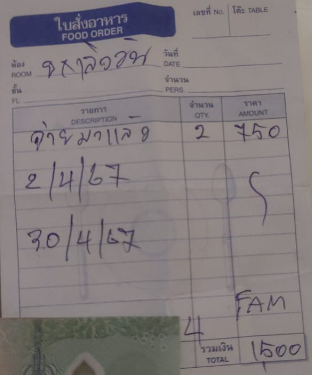 ใบสั่งอาหาร
FOOD ORDER
เลขที่ No. โต๊ะ TABLE
ห้อง
ROOM
วันที่
DATE
ชั้น
FL.
จำนวน
PERS
รายการ
DESCRIPTION
จำนวน
QTY.
ราคา
AMOUNT
จ่ายมาแล้ว 2 750
2/4/67
30/4/67
FAM
4
รวมเงิน
TOTAL
1,500